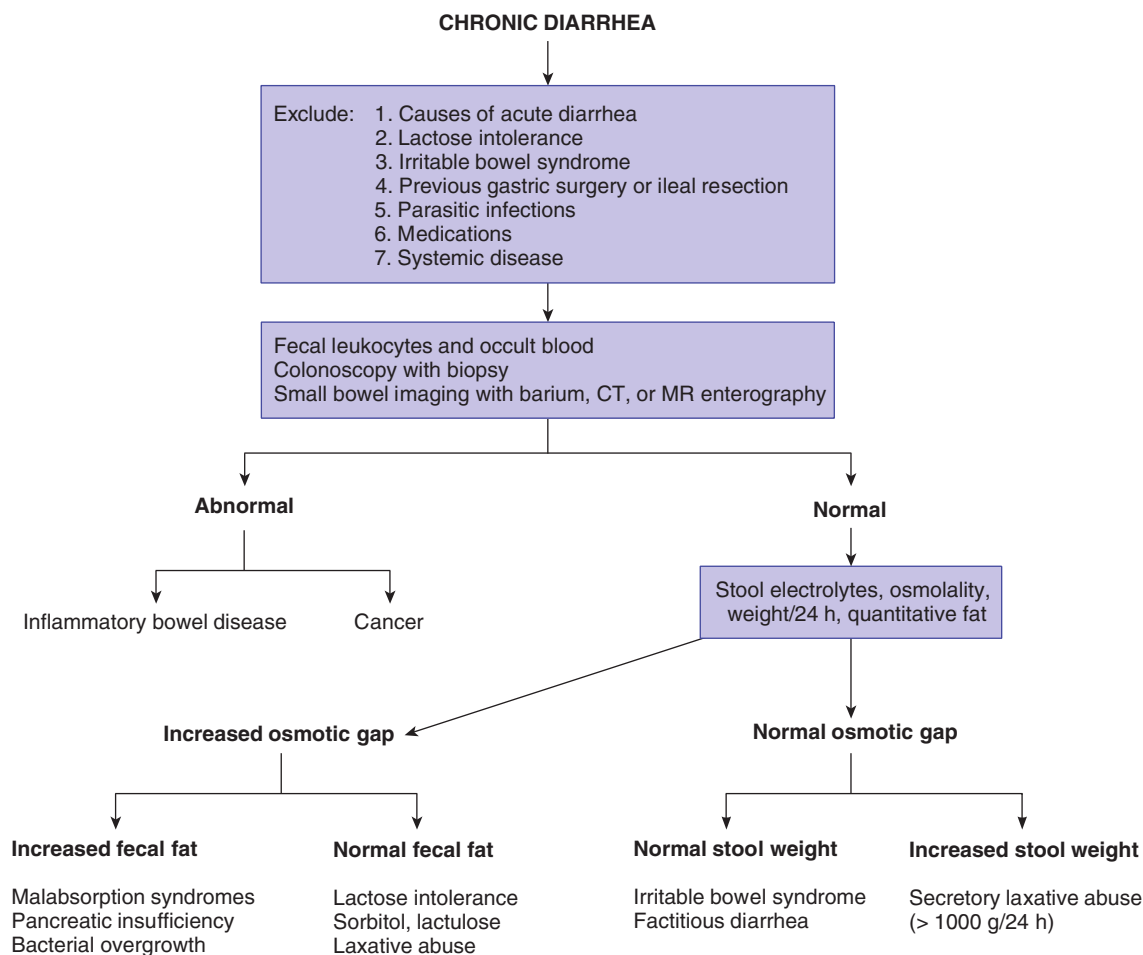 CHRONIC DIARRHEA
Exclude: 1. Causes of acute diarrhea
2. Lactose intolerance
3. Irritable bowel syndrome
4. Previous gastric surgery or ileal resection
5. Parasitic infections
6. Medications
7. Systemic disease
Fecal leukocytes and occult blood
Colonoscopy with biopsy
Small bowel imaging with barium, CT, or MR enterography
Abnormal
Normal
Inflammatory bowel disease
Cancer
Stool electrolytes, osmolality,
weight/24 h, quantitative fat
Increased osmotic gap
Normal osmotic gap
Increased fecal fat
Malabsorption syndromes
Pancreatic insufficiency
Bacterial overgrowth
Normal fecal fat
Lactose intolerance
Sorbitol, lactulose
Laxative abuse
Normal stool weight
Irritable bowel syndrome
Factitious diarrhea
Increased stool weight
Secretory laxative abuse
(> 1000 g/24 h)